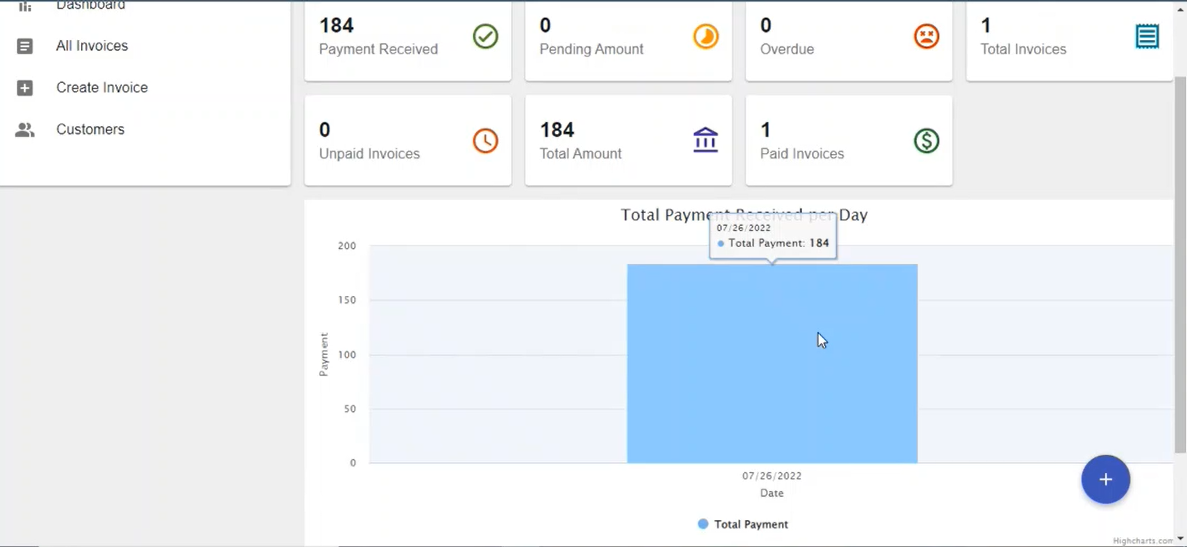 Dashboard
All Invoices
Create Invoice
Customers
184
Payment Received
0
Pending Amount
0
Overdue
1
Total Invoices
0
Unpaid Invoices
184
Total Amount
1
Paid Invoices
Total Payment Received per Day
07/26/2022
Total Payment: 184
200
150
100
50
0
Payment
07/26/2022
Date
Total Payment
Highcharts.com